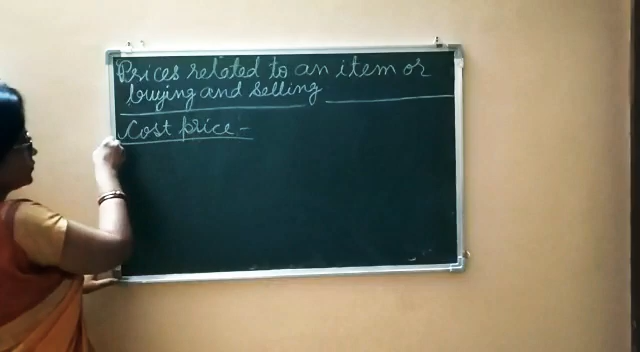 Prices related to an item or
buying and selling
Cost price -